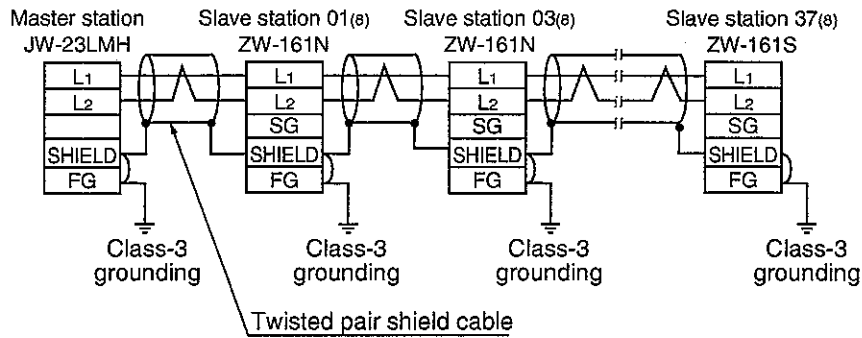 Master station
JW-23LMH
Slave station 01(8)
ZW-161N
Slave station 03(8)
ZW-161N
Slave station 37(8)
ZW-161S
L1
L2
SHIELD
FG
L1
L2
SG
SHIELD
FG
L1
L2
SG
SHIELD
FG
L1
L2
SG
SHIELD
FG
Class-3
grounding
Class-3
grounding
Class-3
grounding
Class-3
grounding
Twisted pair shield cable